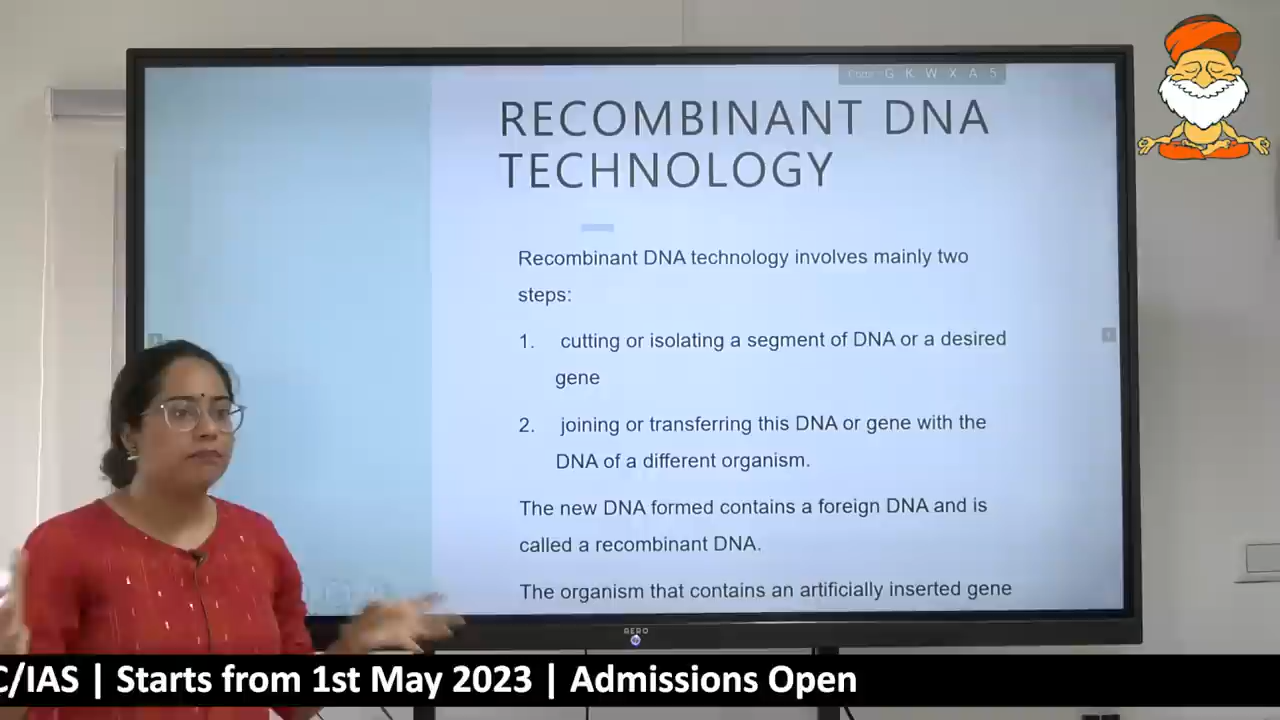 Code: G K W X A 5
RECOMBINANT DNA
TECHNOLOGY
Recombinant DNA technology involves mainly two
steps:
1. cutting or isolating a segment of DNA or a desired
gene
2. joining or transferring this DNA or gene with the
DNA of a different organism.
The new DNA formed contains a foreign DNA and is
called a recombinant DNA.
The organism that contains an artificially inserted gene
C/IAS | Starts from 1st May 2023 | Admissions Open